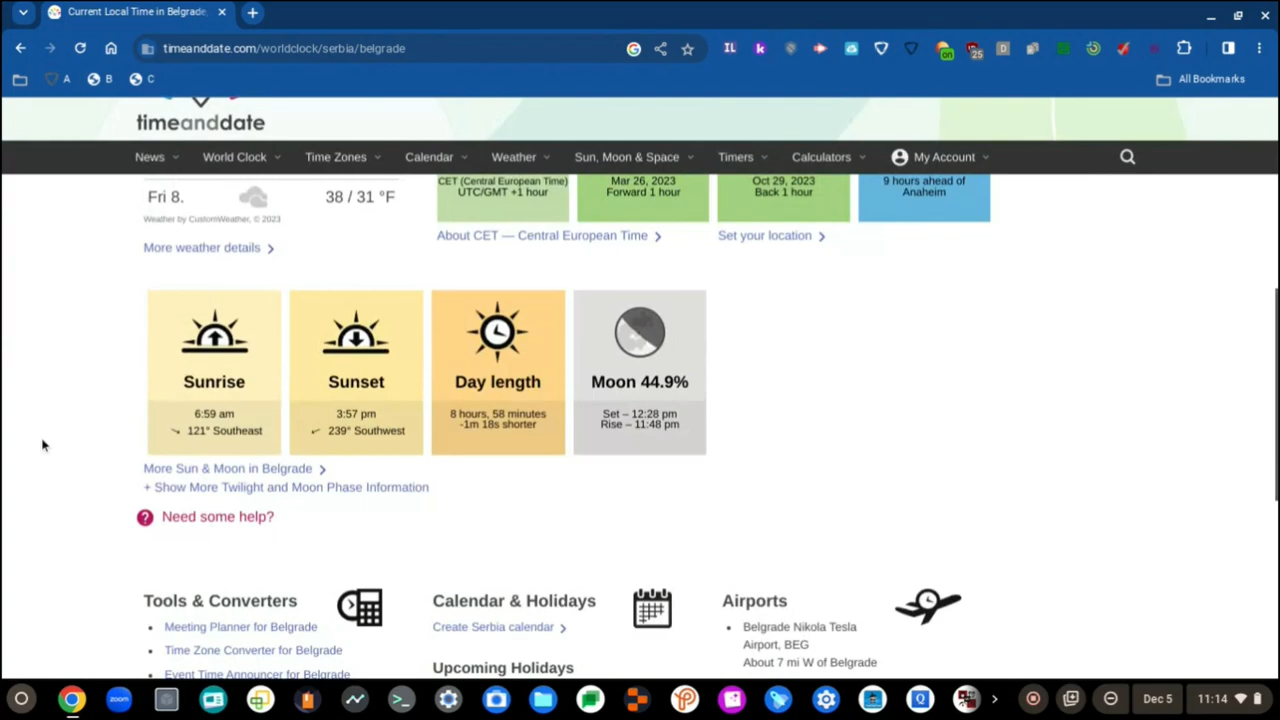 Current Local Time in Belgrade,
timeanddate.com/worldclock/serbia/belgrade
IL
k
on
25
D
A
B
C
All Bookmarks
timeanddate
News
World Clock
Time Zones
Calendar
Weather
Sun, Moon & Space
Timers
Calculators
My Account
Fri 8.
38 / 31 °F
Weather by CustomWeather, © 2023
More weather details
CET (Central European Time)
UTC/GMT +1 hour
Mar 26, 2023
Forward 1 hour
Oct 29, 2023
Back 1 hour
9 hours ahead of
Anaheim
About CET — Central European Time
Set your location
Sunrise
6:59 am
121° Southeast
Sunset
3:57 pm
239° Southwest
Day length
8 hours, 58 minutes
-1m 18s shorter
Moon 44.9%
Set – 12:28 pm
Rise – 11:48 pm
More Sun & Moon in Belgrade
+ Show More Twilight and Moon Phase Information
? Need some help?
Tools & Converters
• Meeting Planner for Belgrade
• Time Zone Converter for Belgrade
• Event Time Announcer for Belgrade
Calendar & Holidays
Create Serbia calendar
Upcoming Holidays
Airports
• Belgrade Nikola Tesla
Airport, BEG
About 7 mi W of Belgrade
zoom
Q
Dec 5
11:14